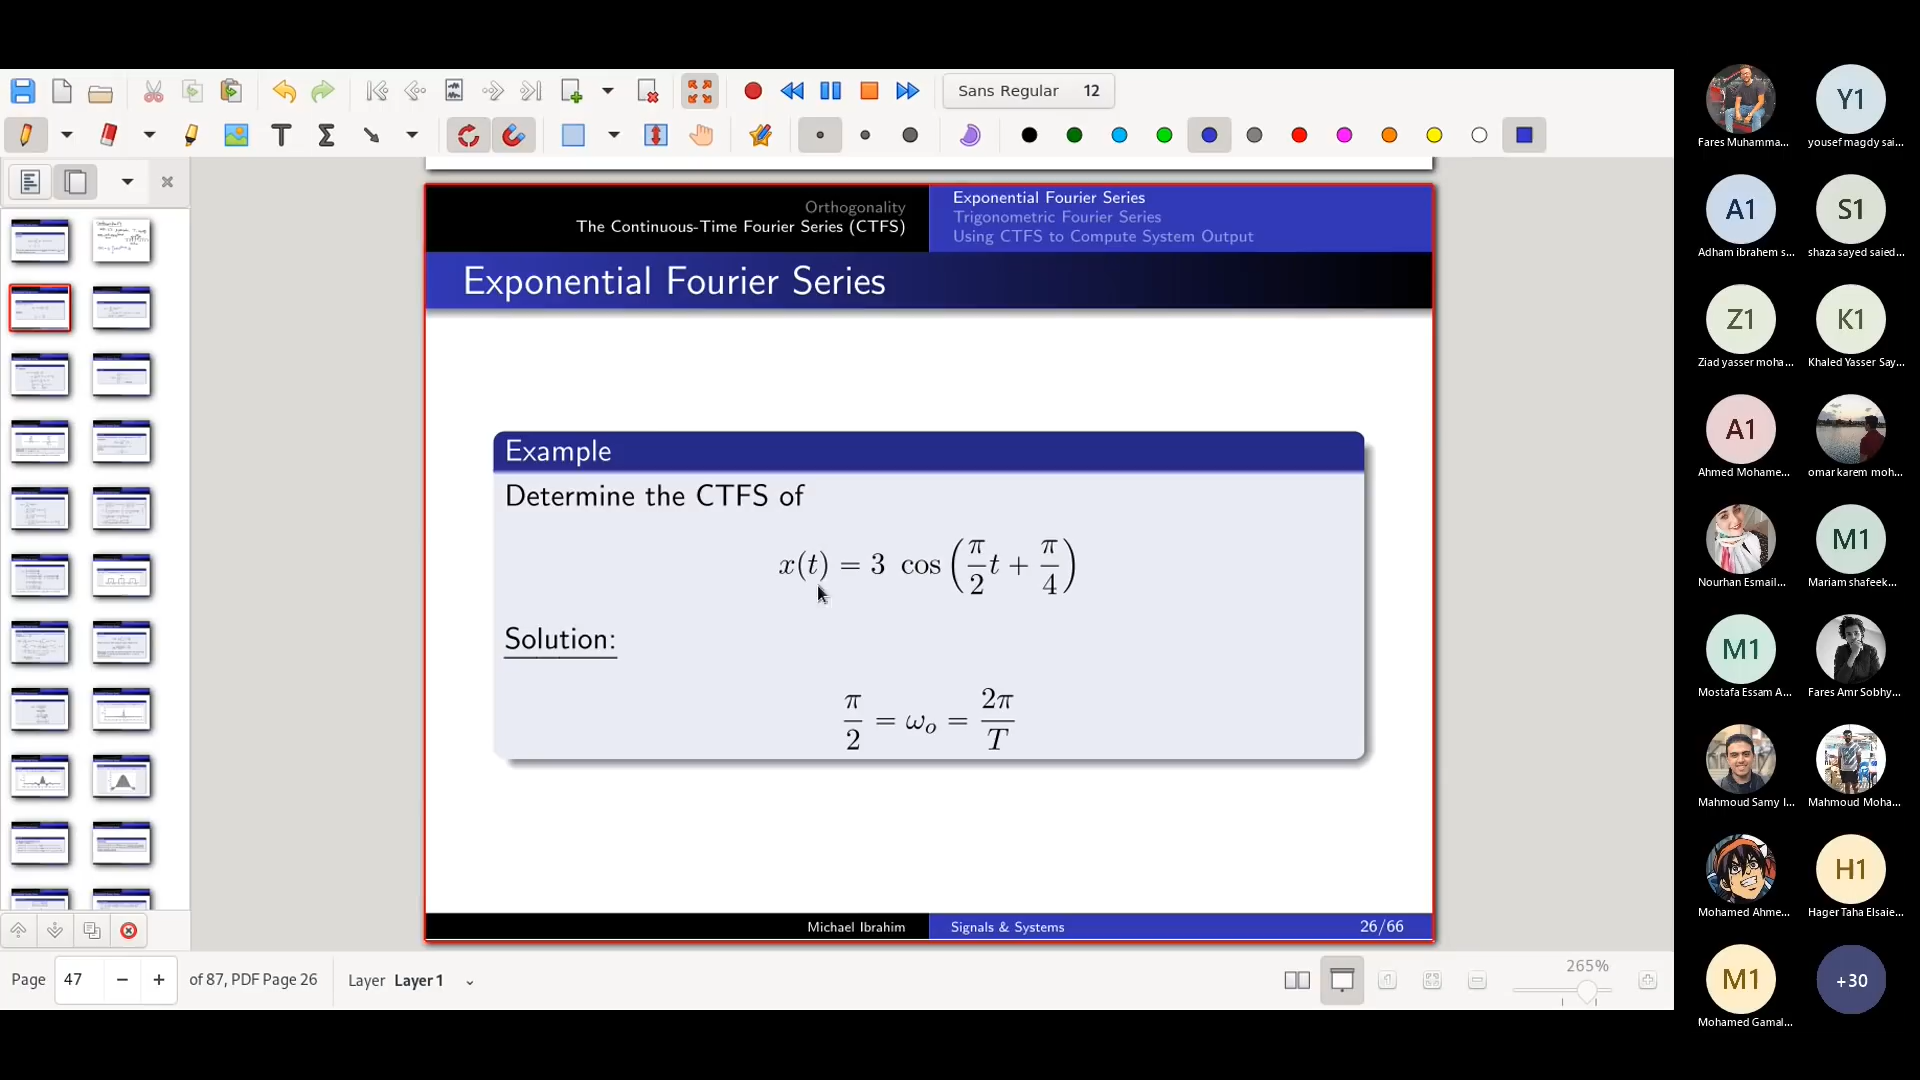 Sans Regular 12
Fares Muhamma...
yousef magdy sai...
Y1
Orthogonality
The Continuous-Time Fourier Series (CTFS)
Exponential Fourier Series
Trigonometric Fourier Series
Using CTFS to Compute System Output
Exponential Fourier Series
Example
Determine the CTFS of
x(t) = 3 cos(π/2 t + π/4)
Solution:
π/2 = ω₀ = 2π/T
Michael Ibrahim
Signals & Systems
26/66
Page 47 − + of 87, PDF Page 26
Layer Layer 1
265%
A1
Adham ibrahem s...
S1
shaza sayed saied...
Z1
Ziad yasser moha...
K1
Khaled Yasser Say...
A1
Ahmed Mohame...
omar karem moh...
Nourhan Esmail...
M1
Mariam shafeek...
M1
Mostafa Essam A...
Fares Amr Sobhy...
Mahmoud Samy I...
Mahmoud Moha...
Mohamed Ahme...
H1
Hager Taha Elsaie...
M1
Mohamed Gamal...
+30